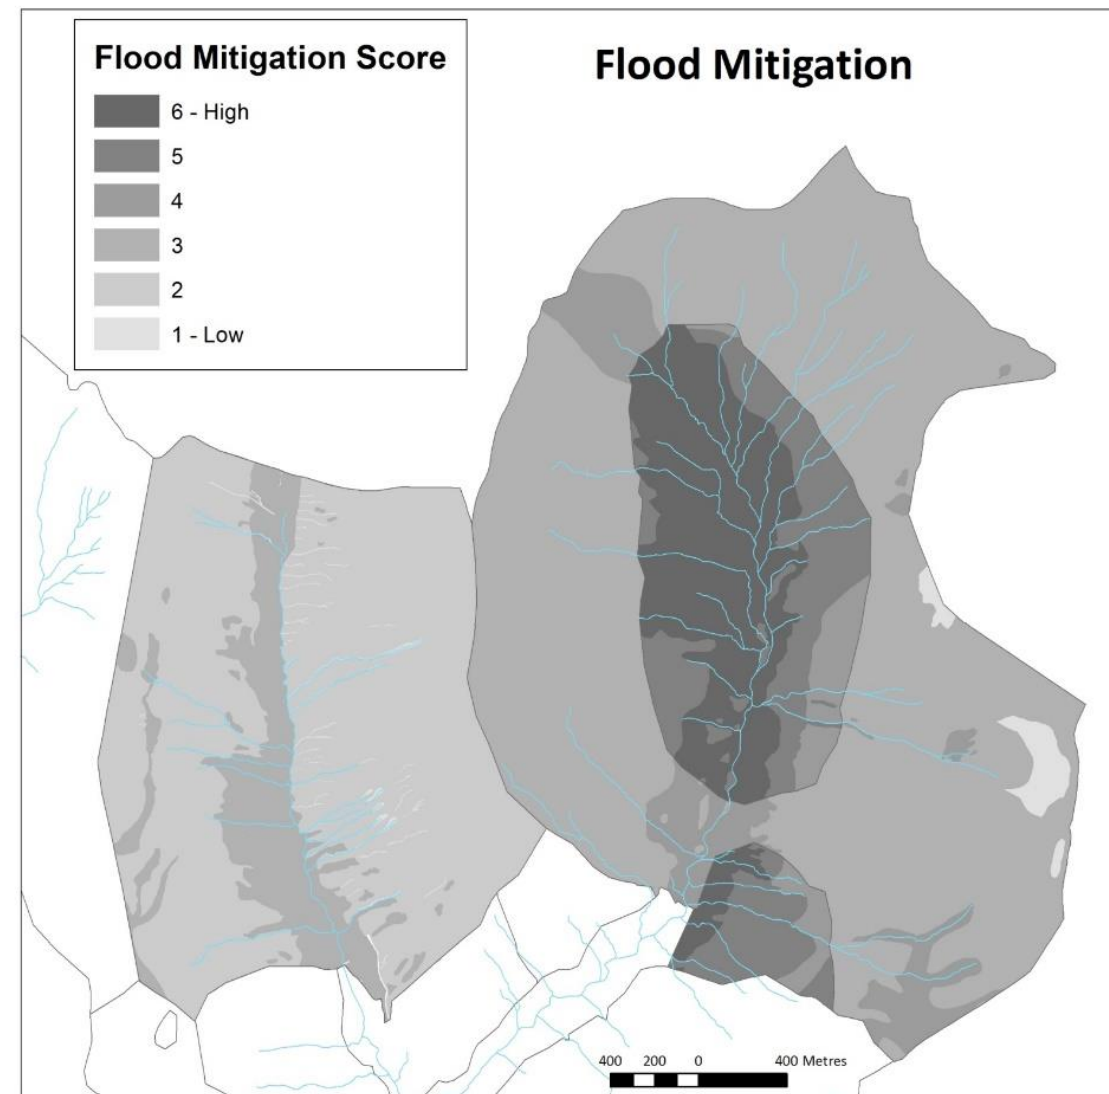 Flood Mitigation Score
6 - High
5
4
3
2
1 - Low
Flood Mitigation
400 200 0 400 Metres